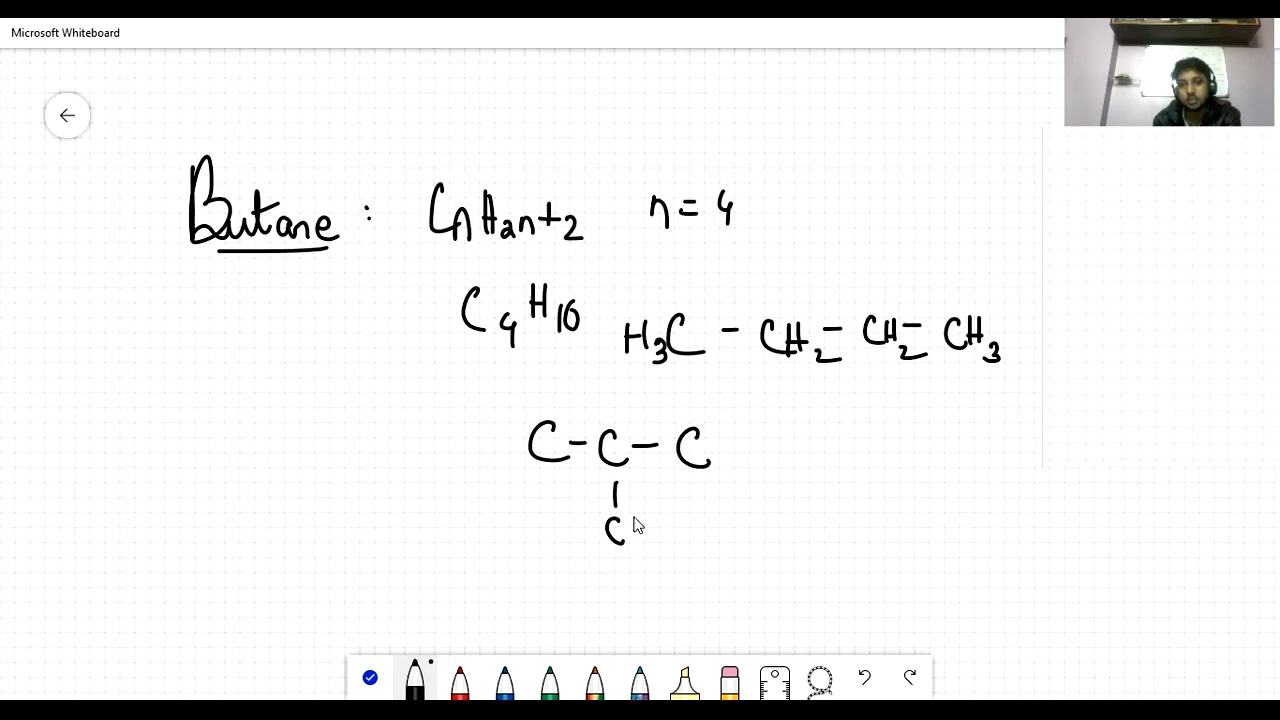 Microsoft Whiteboard
Butane : CnH2n+2 n = 4
C4H10
H3C - CH2 - CH2 - CH3
C - C - C
|
C